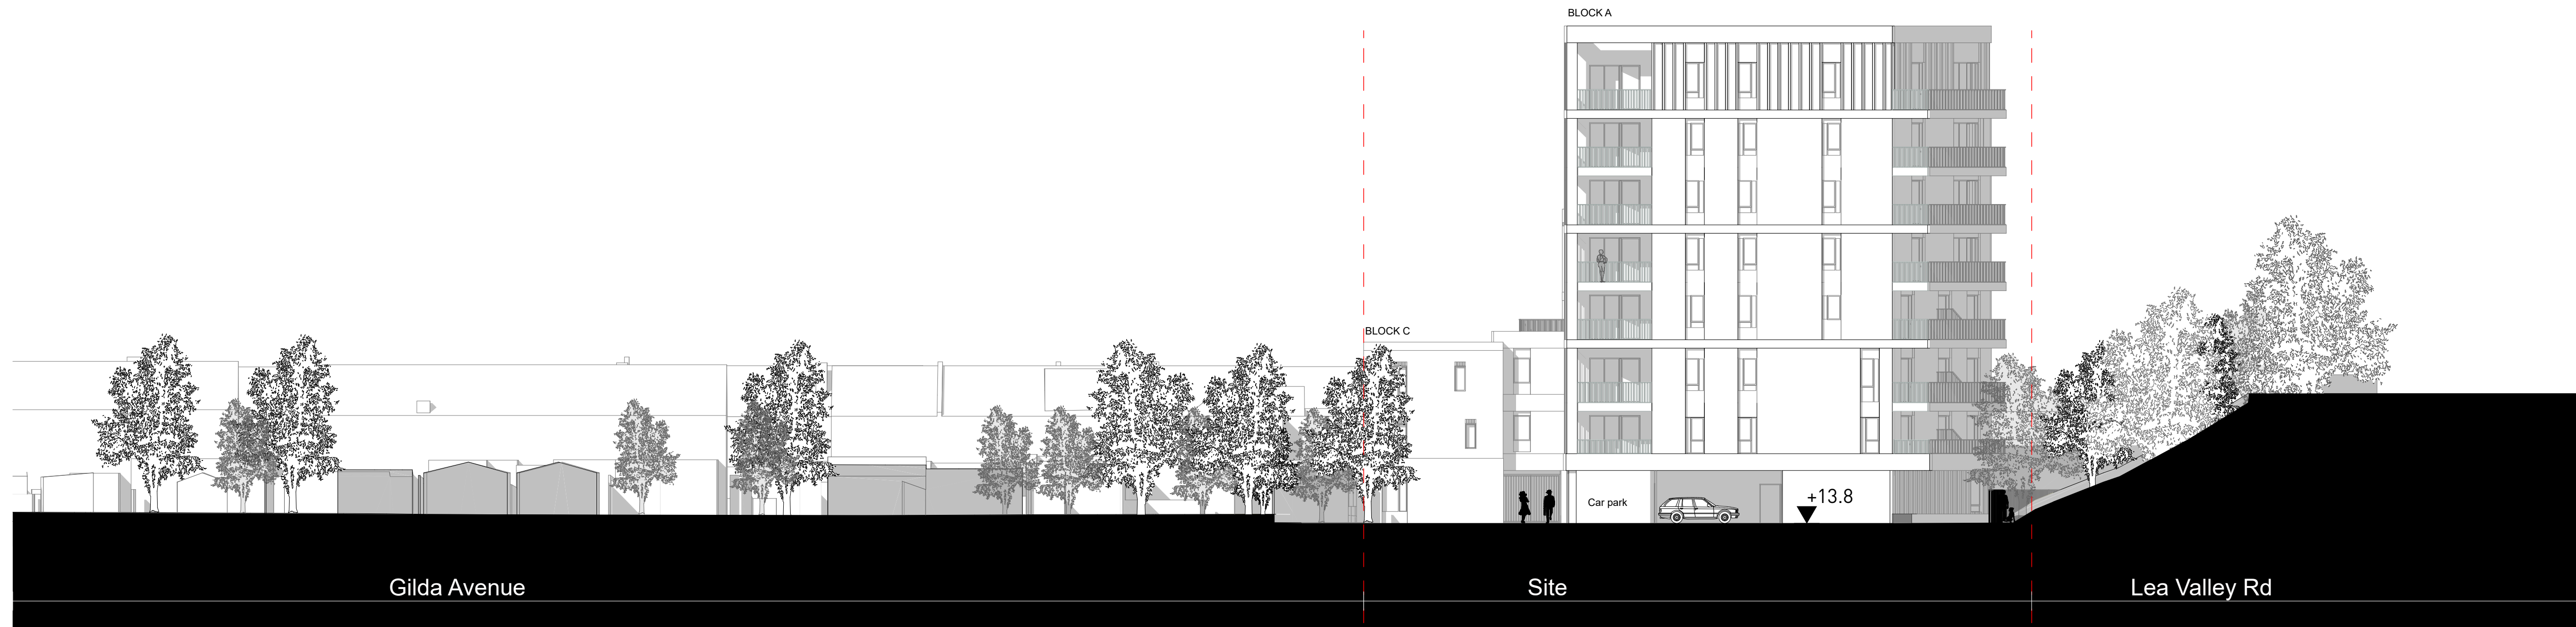 BLOCK A
BLOCK C
Car park
+13.8
Gilda Avenue
Site
Lea Valley Rd